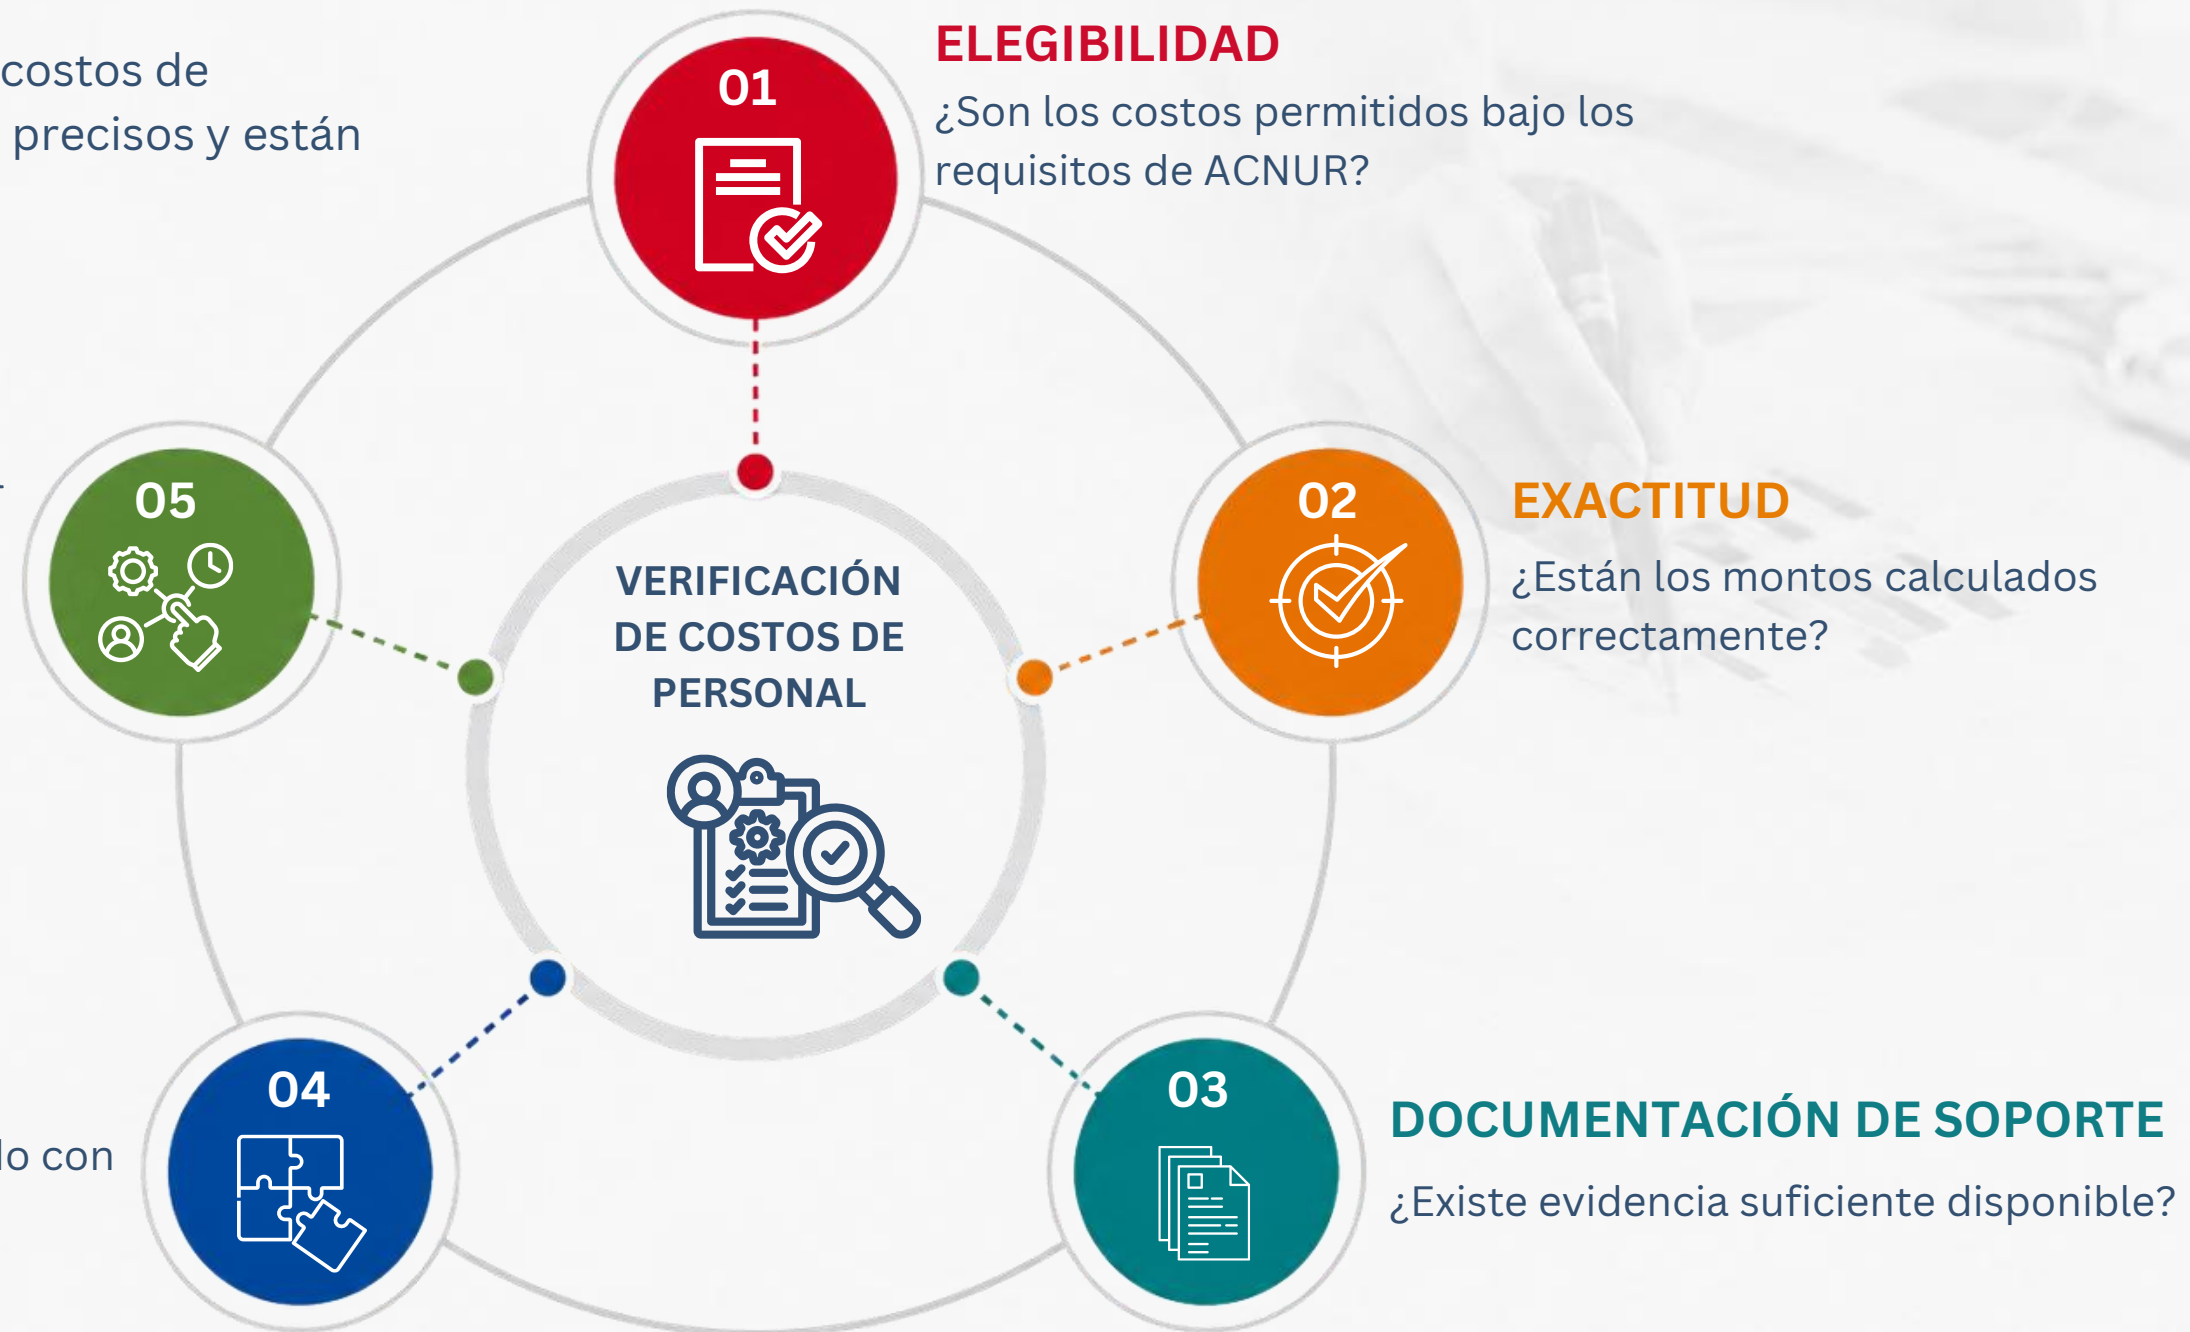 costos de
precisos y están
01
ELEGIBILIDAD
¿Son los costos permitidos bajo los
requisitos de ACNUR?
02
EXACTITUD
¿Están los montos calculados
correctamente?
05
VERIFICACIÓN
DE COSTOS DE
PERSONAL
03
DOCUMENTACIÓN DE SOPORTE
¿Existe evidencia suficiente disponible?
04
con